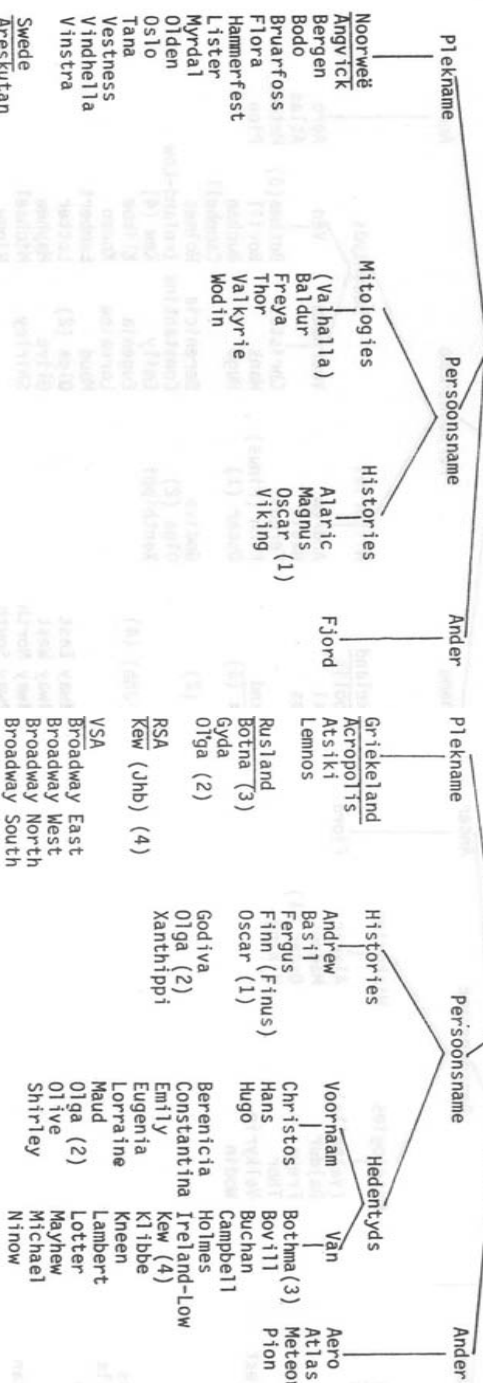 Plekname
Noorweë
Angvick
Bergen
Bodo
Bruarfoss
Flora
Hammerfest
Lister
Myrdal
Olden
Oslo
Tana
Vestness
Vindhella
Vinstra
Swede
Areskutan
Persoonsname
Mitologies
(Valhalla)
Baldur
Freya
Thor
Valkyrie
Wodin
Histories
Alaric
Magnus
Oscar (1)
Viking
Ander
Fjord
Plekname
Griekeland
Acropolis
Atsiki
Lemnos
Rusland
Botna (3)
Gyda
Olga (2)
RSA
Kew (Jhb) (4)
VSA
Broadway East
Broadway West
Broadway North
Broadway South
Persoonsname
Histories
Andrew
Basil
Fergus
Finn (Finus)
Oscar (1)
Godiva
Olga (2)
Xanthippi
Hedentyds
Voornaam
Christos
Hans
Hugo
Berenicia
Constantina
Emily
Eugenia
Lorraine
Maud
Olga (2)
Olive
Shirley
Van
Bothma (3)
Bovill
Buchan
Campbell
Holmes
Ireland-Low
Kew (4)
Klibbe
Kneen
Lambert
Lotter
Mayhew
Michael
Ninow
Ander
Aero
Atlas
Meteor
Pion